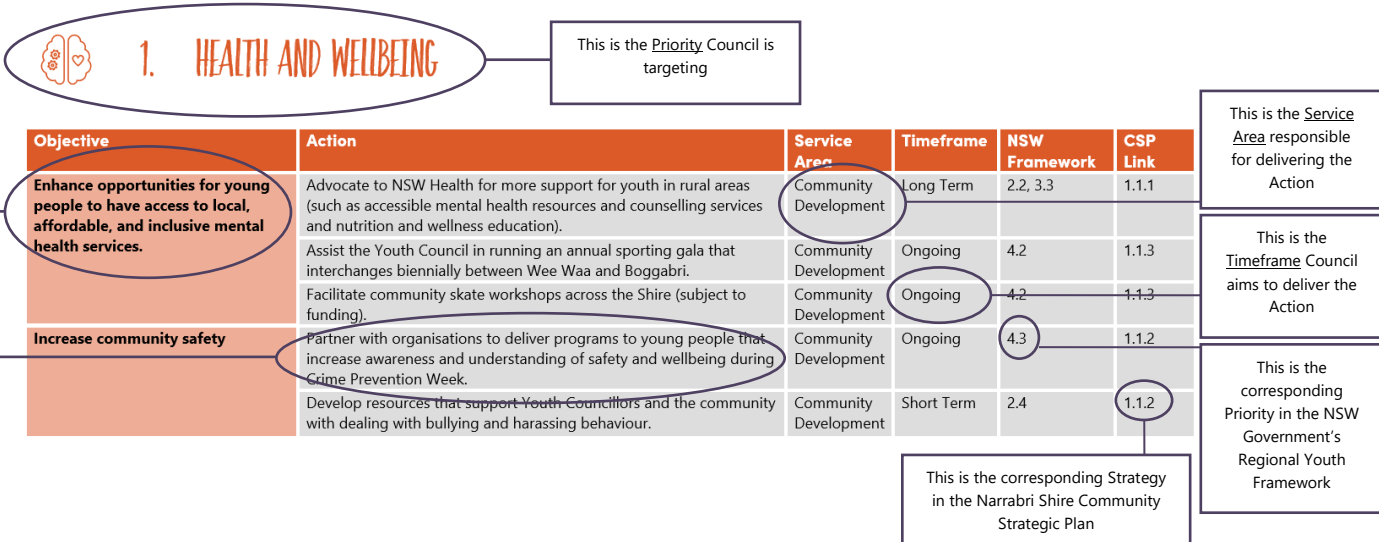 1. HEALTH AND WELLBEING
This is the Priority Council is
targeting
Objective
Action
Service
Area
Timeframe
NSW
Framework
CSP
Link
Enhance opportunities for young
people to have access to local,
affordable, and inclusive mental
health services.
Advocate to NSW Health for more support for youth in rural areas
(such as accessible mental health resources and counselling services
and nutrition and wellness education).
Community
Development
Long Term
2.2, 3.3
1.1.1
Assist the Youth Council in running an annual sporting gala that
interchanges biennially between Wee Waa and Boggabri.
Community
Development
Ongoing
4.2
1.1.3
Facilitate community skate workshops across the Shire (subject to
funding).
Community
Development
Ongoing
4.2
1.1.3
Increase community safety
Partner with organisations to deliver programs to young people that
increase awareness and understanding of safety and wellbeing during
Crime Prevention Week.
Community
Development
Ongoing
4.3
1.1.2
Develop resources that support Youth Councillors and the community
with dealing with bullying and harassing behaviour.
Community
Development
Short Term
2.4
1.1.2
This is the Service
Area responsible
for delivering the
Action
This is the
Timeframe Council
aims to deliver the
Action
This is the
corresponding
Priority in the NSW
Government's
Regional Youth
Framework
This is the corresponding Strategy
in the Narrabri Shire Community
Strategic Plan